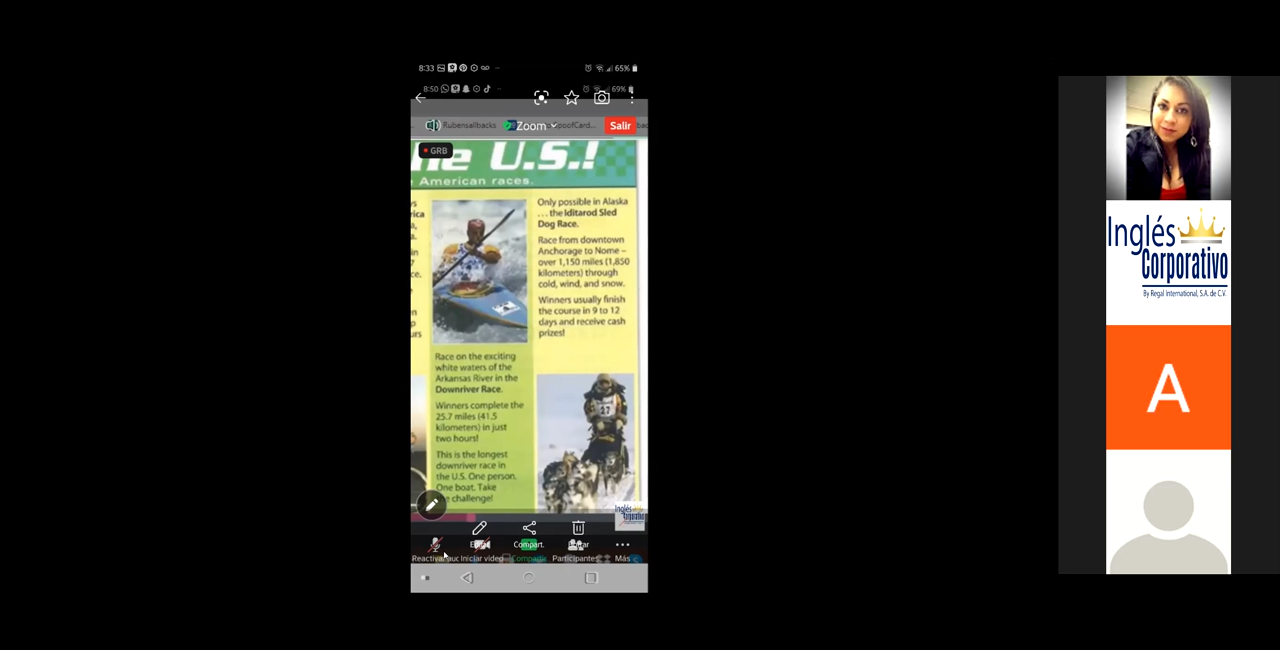 8:33
65%
8:50
69%
Rubensallbacks
Zoom
Salir
GRB
he U.S.!
American races.
Only possible in Alaska
... the Iditarod Sled
Dog Race.
Race from downtown
Anchorage to Nome –
over 1,150 miles (1,850
kilometers) through
cold, wind, and snow.
Winners usually finish
the course in 9 to 12
days and receive cash
prizes!
Race on the exciting
white waters of the
Arkansas River in the
Downriver Race.
Winners complete the
25.7 miles (41.5
kilometers) in just
two hours!
This is the longest
downriver race in
the U.S. One person.
One boat. Take
challenge!
27
Compart.
Iniciar video
Compartir
Participantes
Más
Inglés
Corporativo
By Regal International, S.A. de C.V.
A